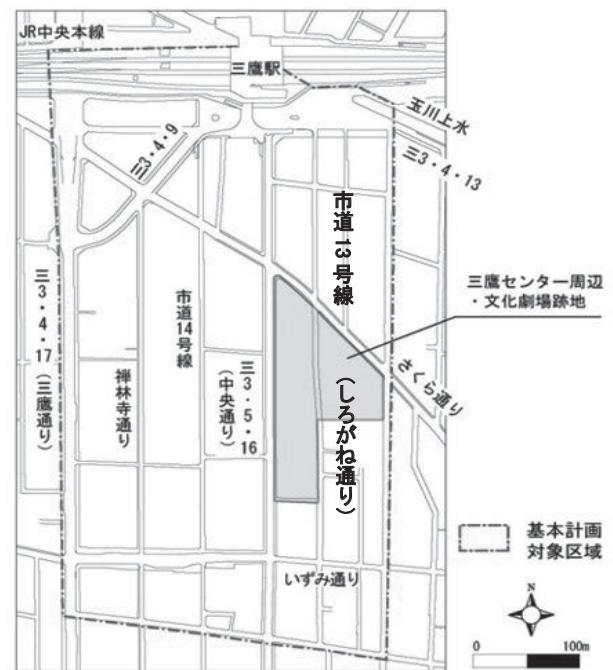 JR中央本線
三鷹駅
玉川上水
三3・4・9
三3・4・13
市道13号線
(しろがね通り)
三鷹センター周辺
・文化劇場跡地
さくら通り
市道14号線
三3・4・17(三鷹通り)
禅林寺通り
三3・5・16
(中央通り)
いずみ通り
基本計画
対象区域
N
0 100m